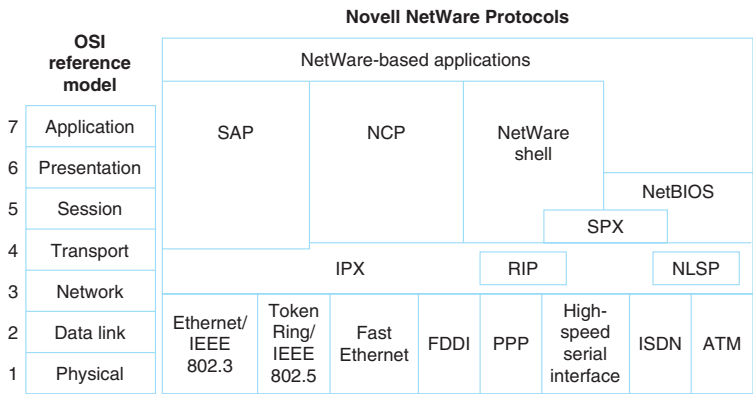 Novell NetWare Protocols
OSI
reference
model
NetWare-based applications
7 Application
6 Presentation
5 Session
4 Transport
3 Network
2 Data link
1 Physical
SAP
NCP
NetWare
shell
NetBIOS
SPX
IPX
RIP
NLSP
Ethernet/
IEEE
802.3
Token
Ring/
IEEE
802.5
Fast
Ethernet
FDDI
PPP
High-
speed
serial
interface
ISDN
ATM